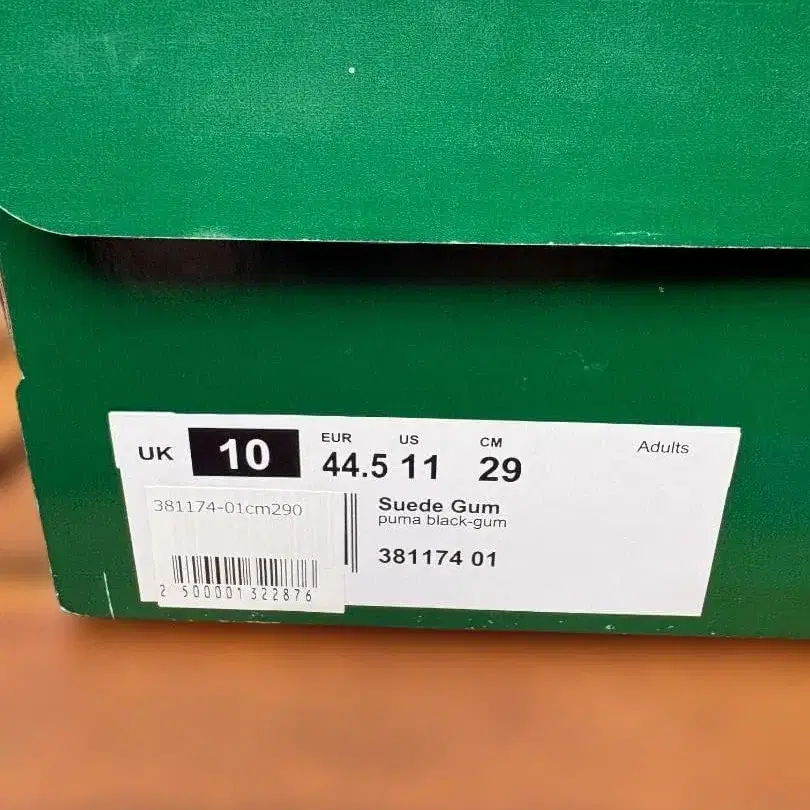 UK 10 EUR 44.5 US 11 CM 29 Adults
381174-01cm290
Suede Gum
puma black-gum
381174 01
2 500001 322876